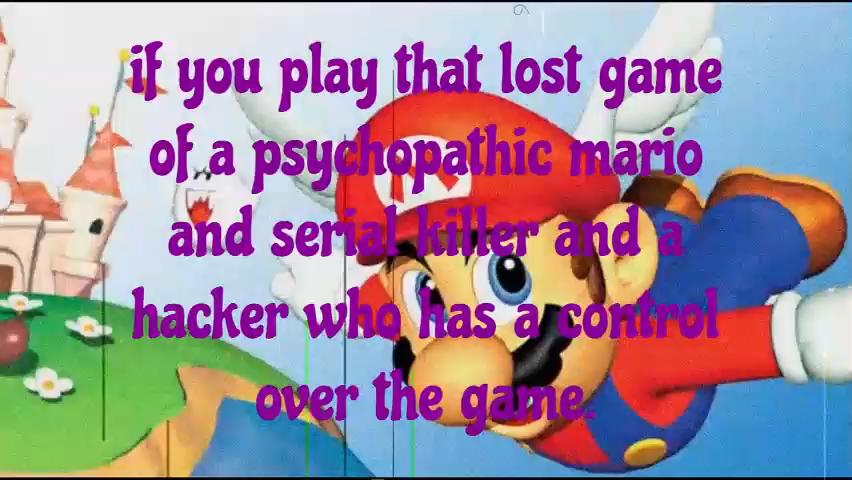 if you play that lost game
of a psychopathic mario
and serial killer and a
hacker who has a control
over the game.